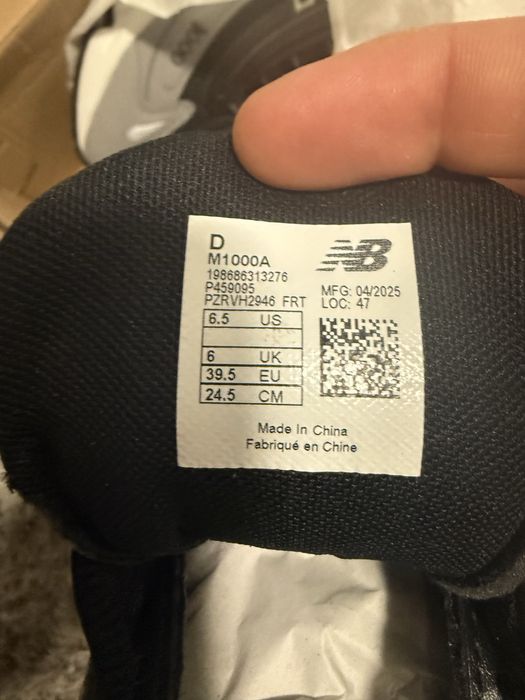 D
M1000A
198686313276
P459095
PZRVH2946 FRT
NB
MFG: 04/2025
LOC: 47
6.5 US
6 UK
39.5 EU
24.5 CM
Made In China
Fabriqué en Chine